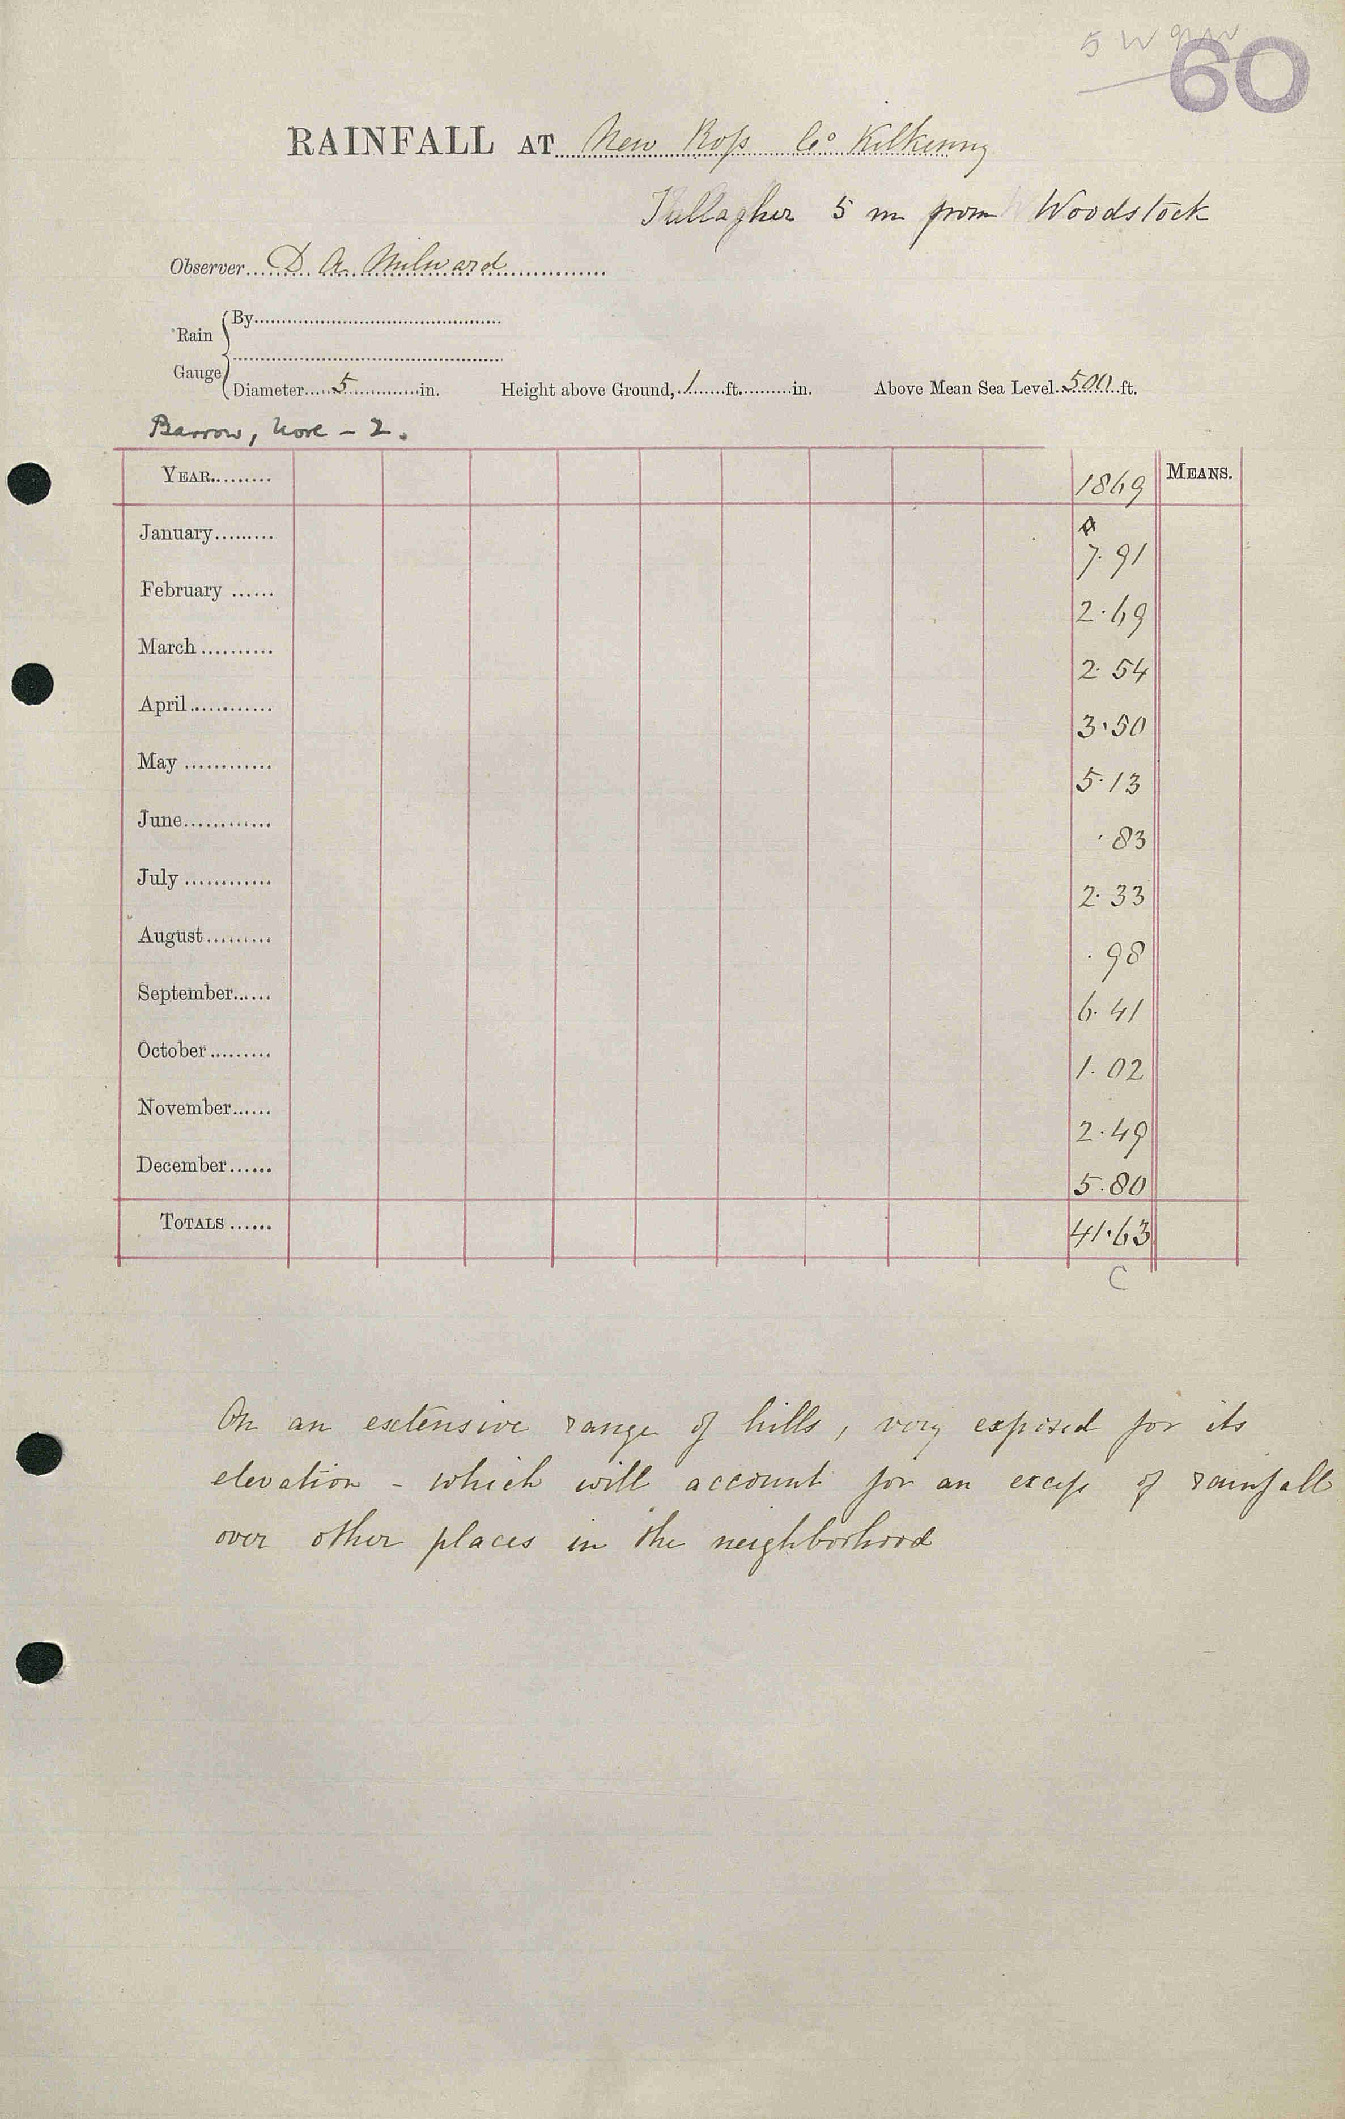 60
RAINFALL AT New Ross Co Kilkenny
Tullagher 5 m from Woodstock
Observer D. A. Milward
Rain Gauge
By
Diameter 5 in. Height above Ground, 1 ft. in. Above Mean Sea Level 500 ft.
Barrow, Nore - 2.
YEAR 1869 MEANS.
January 7.91
February 2.69
March 2.54
April 3.50
May 5.13
June .83
July 2.33
August .98
September 6.41
October 1.02
November 2.49
December 5.80
TOTALS 41.63
C
On an extensive range of hills, very exposed for its
elevation - which will account for an excess of rainfall
over other places in the neighborhood